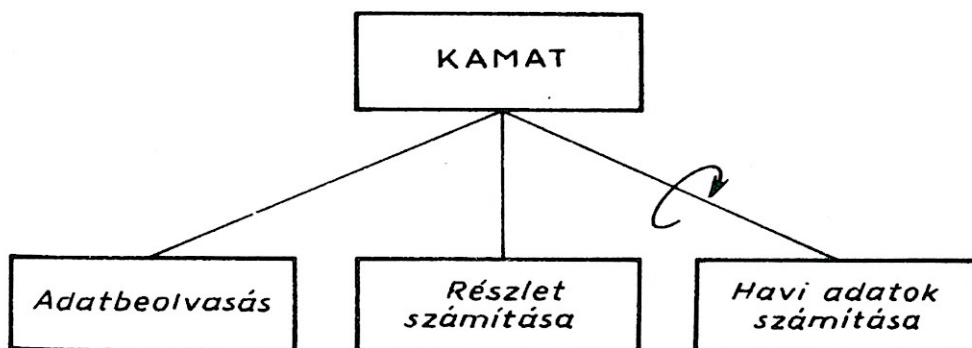 KAMAT
Adatbeolvasás
Részlet
számítása
Havi adatok
számítása